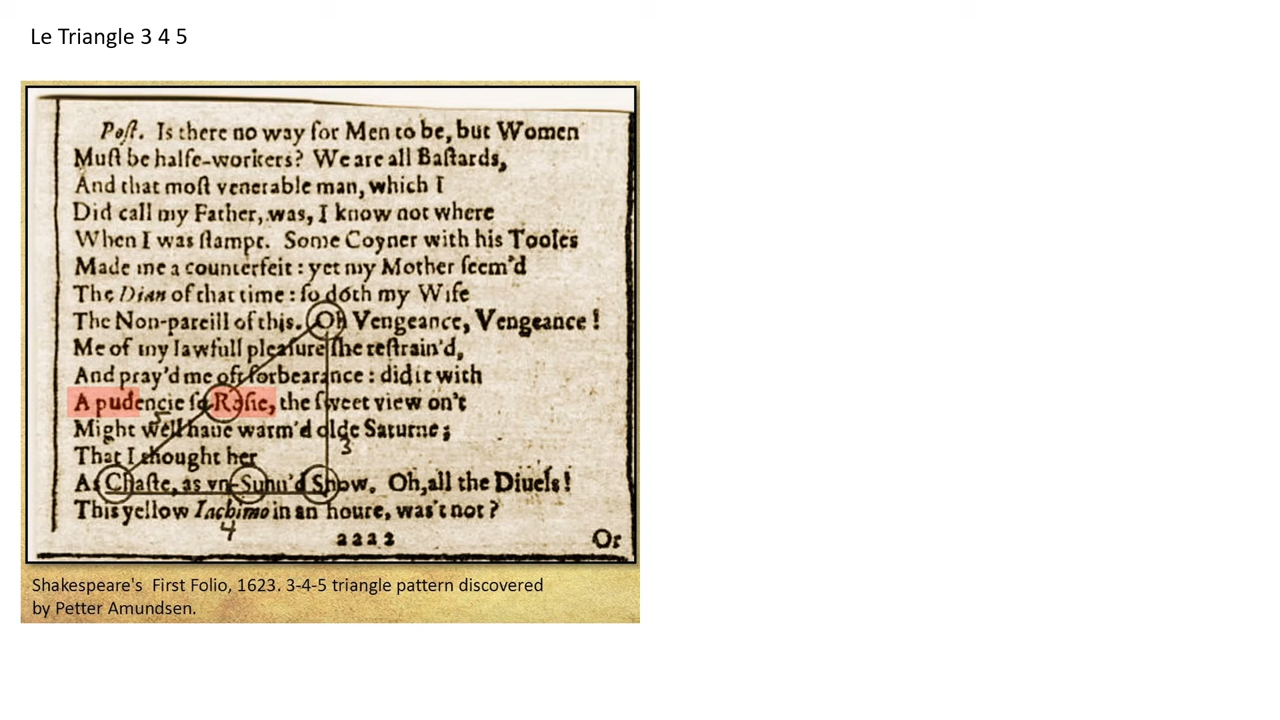 Le Triangle 3 4 5
Poſt. Is there no way for Men to be, but Women
Muſt be halfe-workers? We are all Baſtards,
And that moſt venerable man, which I
Did call my Father, was, I know not where
When I was ſtampt. Some Coyner with his Tooles
Made me a counterfeit : yet my Mother ſeem'd
The Dian of that time : ſo doth my Wife
The Non-pareill of this. Oh Vengeance, Vengeance !
Me of my lawfull pleaſure ſhe reſtrain'd,
And pray'd me oft forbearance : did it with
A pudencie ſo Roſie, the ſweet view on't
5
Might well haue warm'd olde Saturne;
3
That I thought her
As Chaſte, as vn-Sunn'd Snow. Oh, all the Diuels!
This yellow Iachimo in an houre, was't not ?
4
aaa3
Or
Shakespeare's First Folio, 1623. 3-4-5 triangle pattern discovered
by Petter Amundsen.